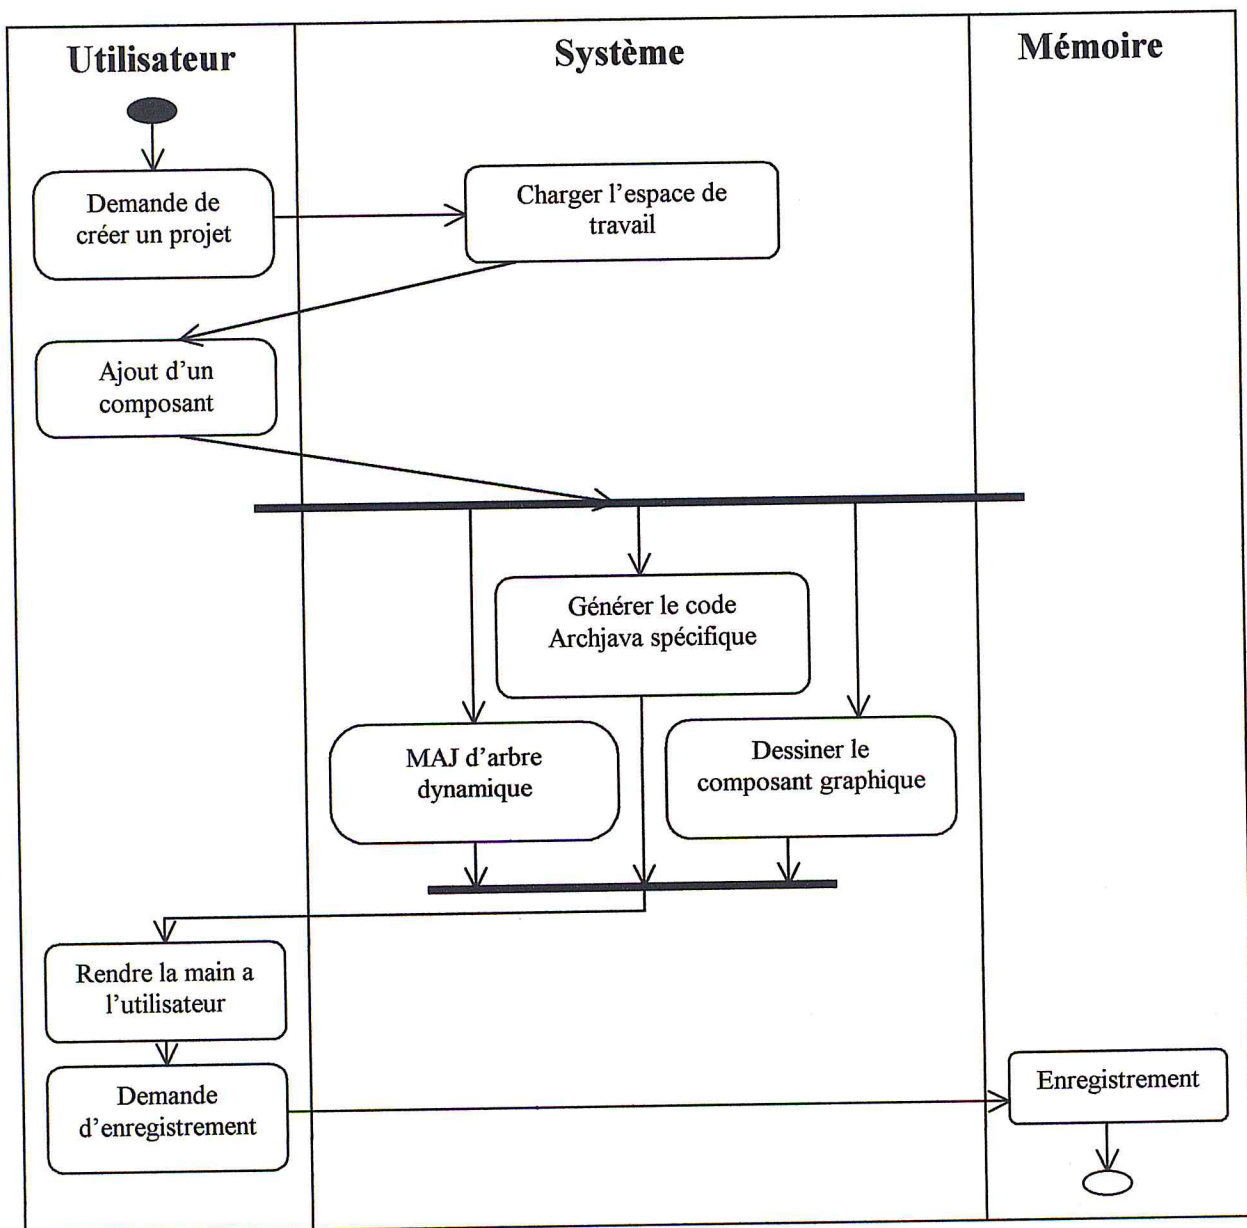 Utilisateur
Système
Mémoire
Demande de
créer un projet
Charger l’espace de
travail
Ajout d’un
composant
Générer le code
Archjava spécifique
MAJ d’arbre
dynamique
Dessiner le
composant graphique
Rendre la main a
l’utilisateur
Demande
d’enregistrement
Enregistrement